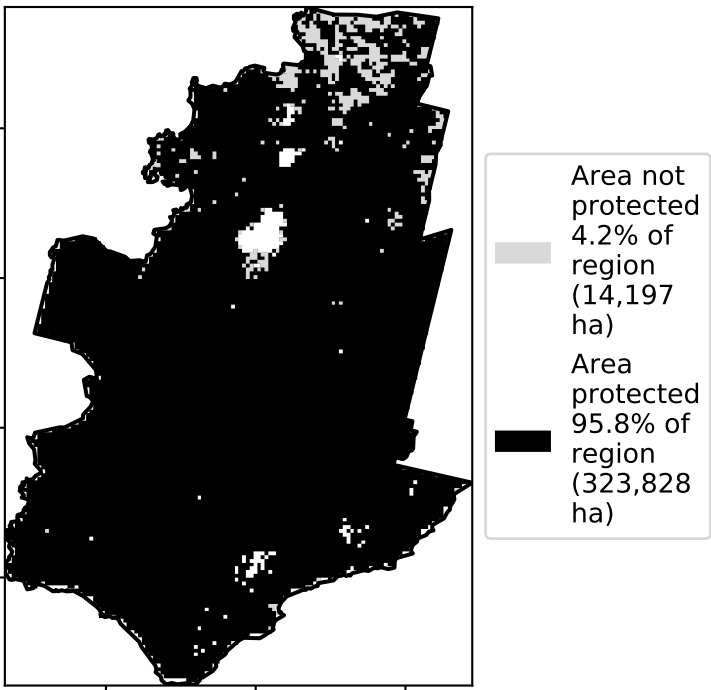 Area not
protected
4.2% of
region
(14,197
ha)
Area
protected
95.8% of
region
(323,828
ha)